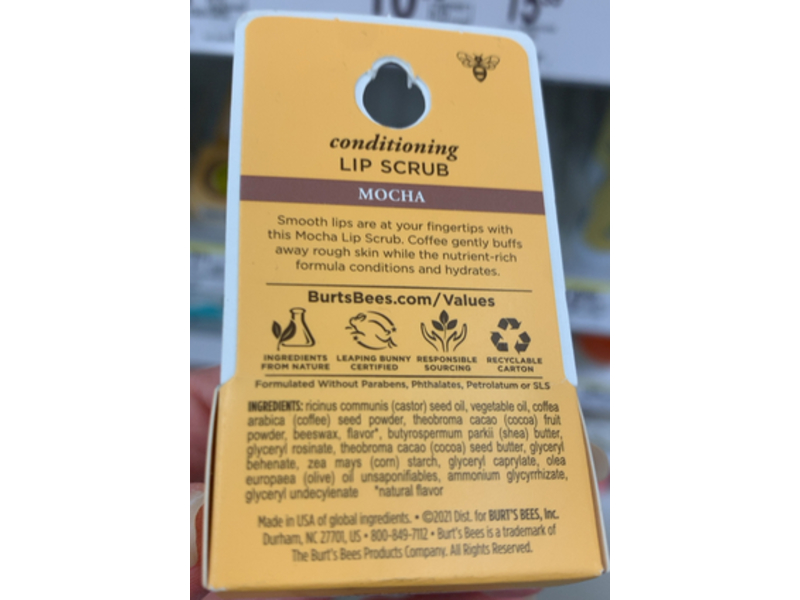 10
15
conditioning
LIP SCRUB
MOCHA
Smooth lips are at your fingertips with
this Mocha Lip Scrub. Coffee gently buffs
away rough skin while the nutrient-rich
formula conditions and hydrates.
BurtsBees.com/Values
INGREDIENTS FROM NATURE
LEAPING BUNNY CERTIFIED
RESPONSIBLE SOURCING
RECYCLABLE CARTON
Formulated Without Parabens, Phthalates, Petrolatum or SLS
INGREDIENTS: ricinus communis (castor) seed oil, vegetable oil, coffea
arabica (coffee) seed powder, theobroma cacao (cocoa) fruit
powder, beeswax, flavor*, butyrospermum parkii (shea) butter,
glyceryl rosinate, theobroma cacao (cocoa) seed butter, glyceryl
behenate, zea mays (corn) starch, glyceryl caprylate, olea
europaea (olive) oil unsaponifiables, ammonium glycyrrhizate,
glyceryl undecylenate *natural flavor
Made in USA of global ingredients. • ©2021 Dist. for BURT'S BEES, Inc.
Durham, NC 27701, US • 800-849-7112 • Burt's Bees is a trademark of
The Burt's Bees Products Company. All Rights Reserved.